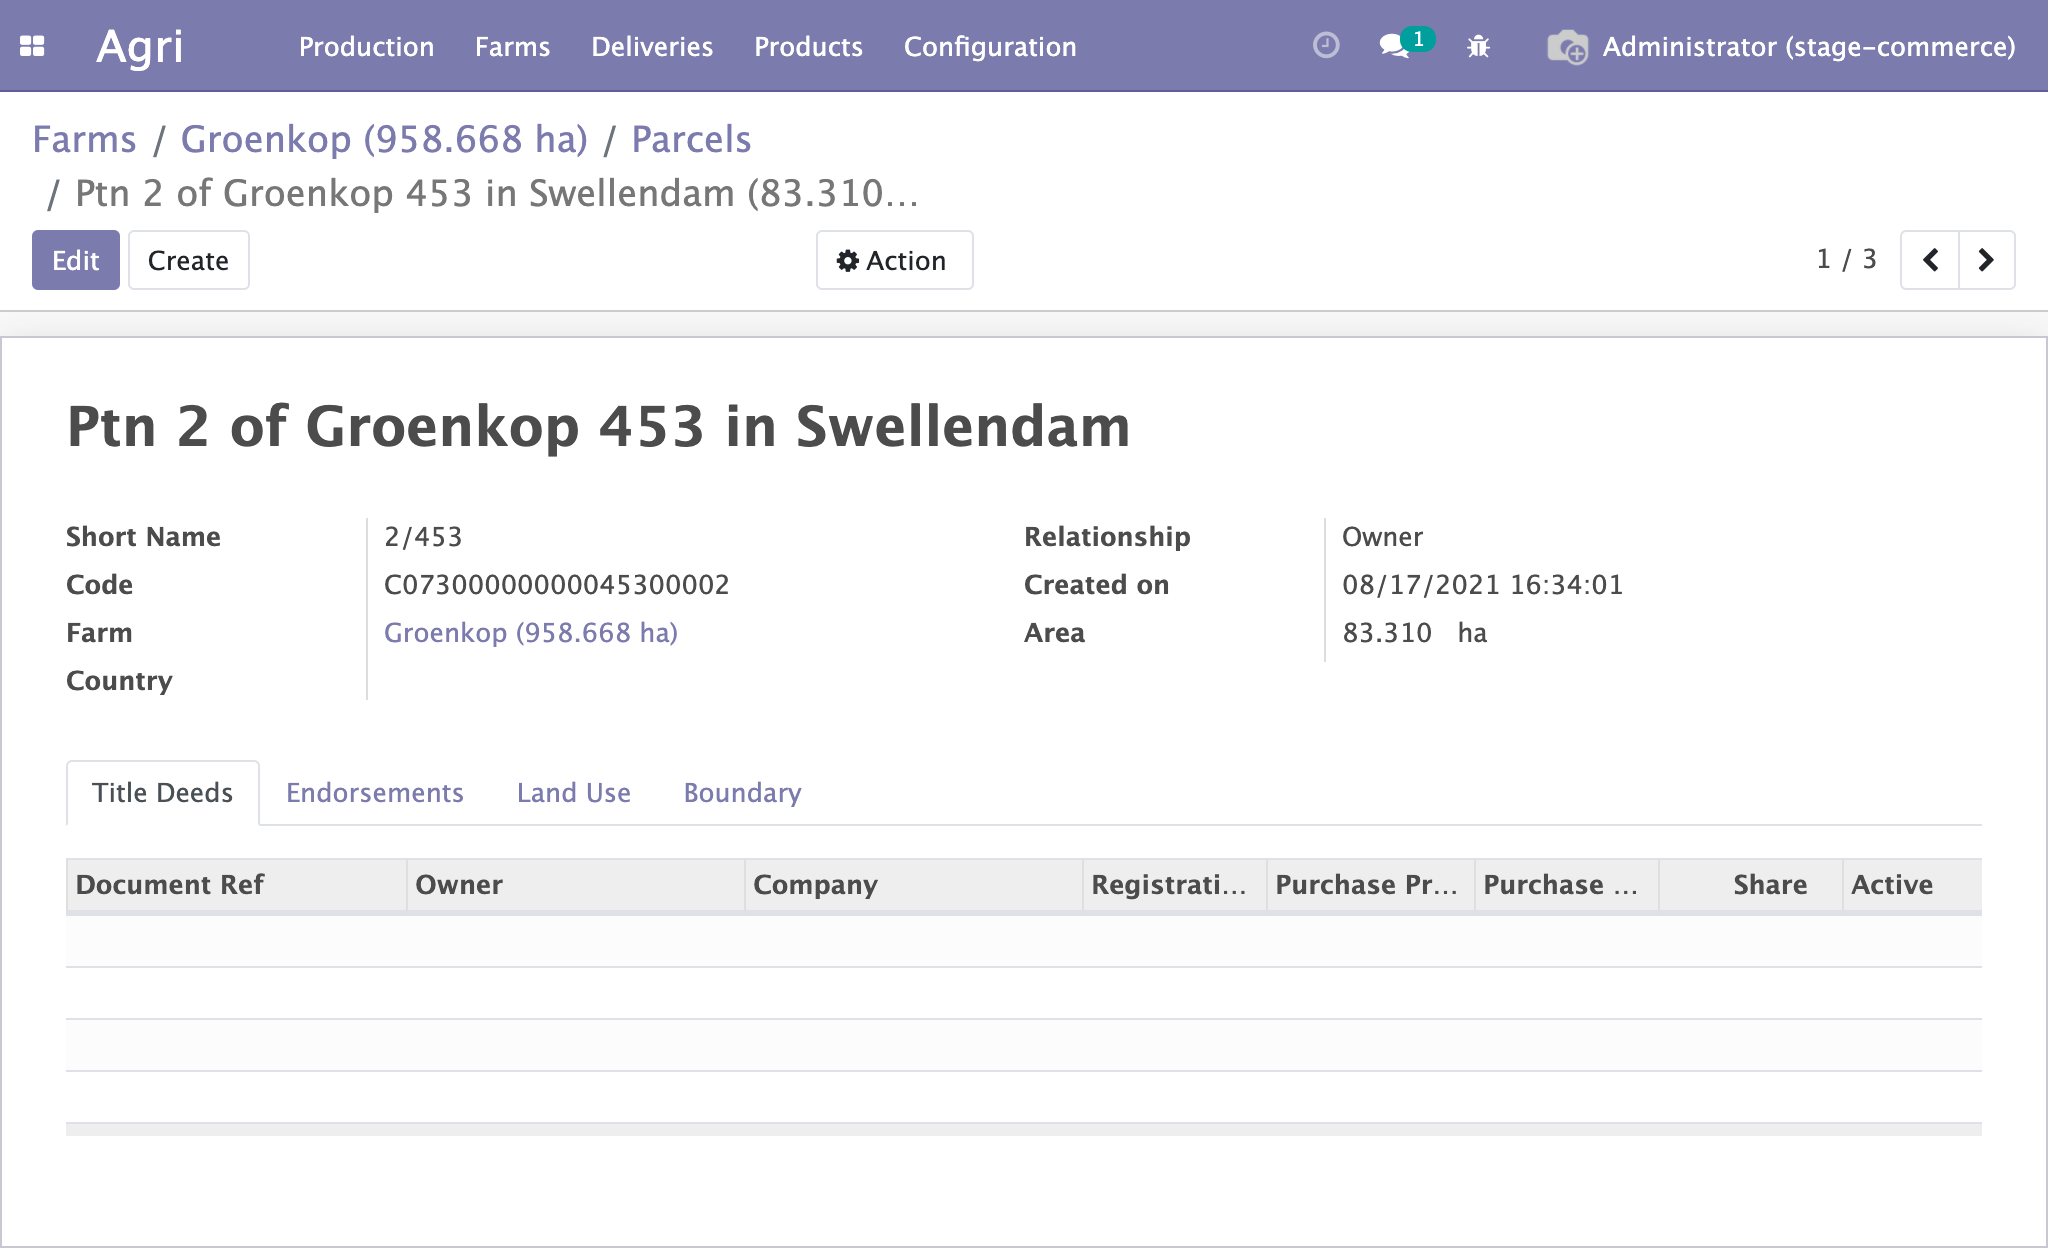 Agri Production Farms Deliveries Products Configuration 1 Administrator (stage-commerce)
Farms / Groenkop (958.668 ha) / Parcels
/ Ptn 2 of Groenkop 453 in Swellendam (83.310...
Edit Create Action 1 / 3
Ptn 2 of Groenkop 453 in Swellendam
Short Name 2/453 Relationship Owner
Code C07300000000045300002 Created on 08/17/2021 16:34:01
Farm Groenkop (958.668 ha) Area 83.310 ha
Country
Title Deeds Endorsements Land Use Boundary
Document Ref Owner Company Registrati... Purchase Pr... Purchase ... Share Active